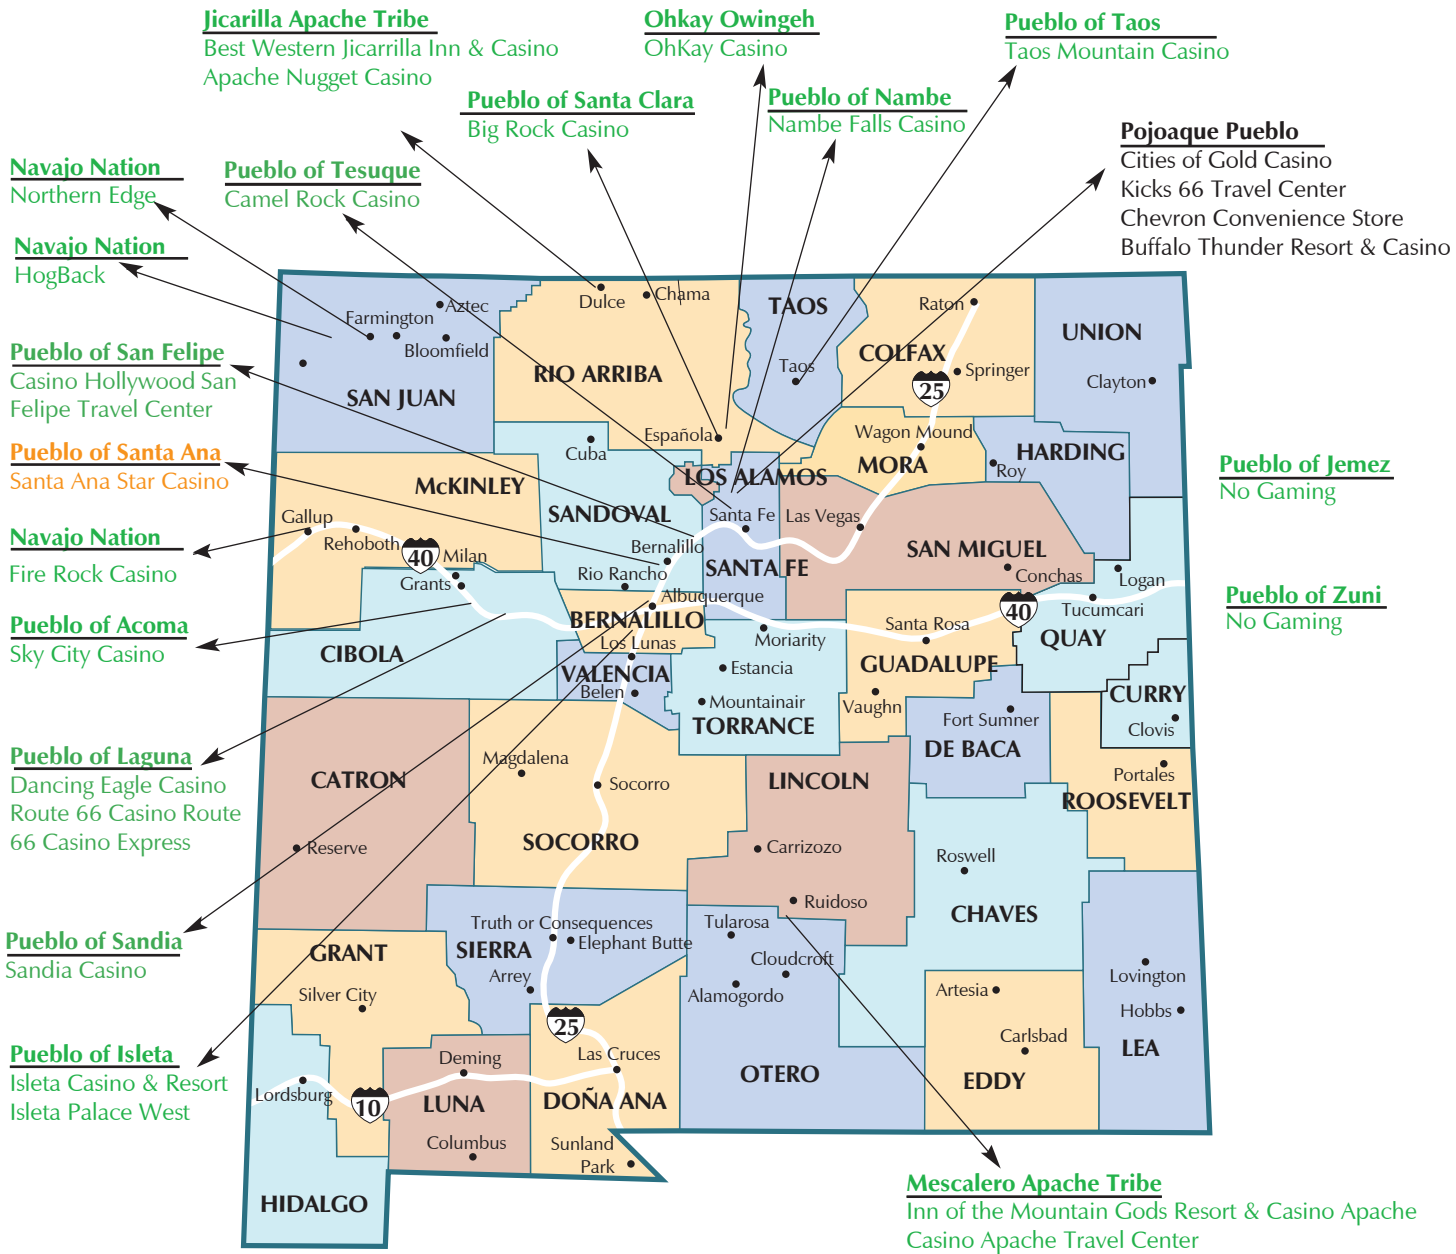 Jicarilla Apache Tribe
Best Western Jicarrilla Inn & Casino
Apache Nugget Casino
Ohkay Owingeh
OhKay Casino
Pueblo of Taos
Taos Mountain Casino
Pueblo of Santa Clara
Big Rock Casino
Pueblo of Nambe
Nambe Falls Casino
Pojoaque Pueblo
Cities of Gold Casino
Kicks 66 Travel Center
Chevron Convenience Store
Buffalo Thunder Resort & Casino
Navajo Nation
Northern Edge
Pueblo of Tesuque
Camel Rock Casino
Navajo Nation
HogBack
Pueblo of San Felipe
Casino Hollywood San
Felipe Travel Center
Pueblo of Santa Ana
Santa Ana Star Casino
Navajo Nation
Fire Rock Casino
Pueblo of Acoma
Sky City Casino
Pueblo of Laguna
Dancing Eagle Casino
Route 66 Casino Route
66 Casino Express
Pueblo of Sandia
Sandia Casino
Pueblo of Isleta
Isleta Casino & Resort
Isleta Palace West
Pueblo of Jemez
No Gaming
Pueblo of Zuni
No Gaming
Mescalero Apache Tribe
Inn of the Mountain Gods Resort & Casino Apache
Casino Apache Travel Center
Dulce
Chama
Aztec
Farmington
Bloomfield
SAN JUAN
RIO ARRIBA
TAOS
Taos
Raton
COLFAX
25
Springer
UNION
Clayton
Española
Cuba
Wagon Mound
MORA
HARDING
Roy
LOS ALAMOS
McKINLEY
SANDOVAL
Gallup
Rehoboth
40
Milan
Grants
Santa Fe
Las Vegas
SAN MIGUEL
Conchas
Bernalillo
Rio Rancho
SANTA FE
Logan
Tucumcari
40
QUAY
Albuquerque
BERNALILLO
Los Lunas
Moriarity
Santa Rosa
GUADALUPE
CIBOLA
VALENCIA
Belen
Estancia
Mountainair
TORRANCE
Vaughn
Fort Sumner
DE BACA
CURRY
Clovis
Portales
ROOSEVELT
CATRON
Reserve
Magdalena
Socorro
SOCORRO
LINCOLN
Carrizozo
Ruidoso
Roswell
CHAVES
Truth or Consequences
SIERRA
Elephant Butte
Arrey
Tularosa
Cloudcroft
Alamogordo
OTERO
GRANT
Silver City
Artesia
Carlsbad
EDDY
Lovington
Hobbs
LEA
25
Las Cruces
DOÑA ANA
Deming
LUNA
Columbus
Sunland
Park
Lordsburg
10
HIDALGO